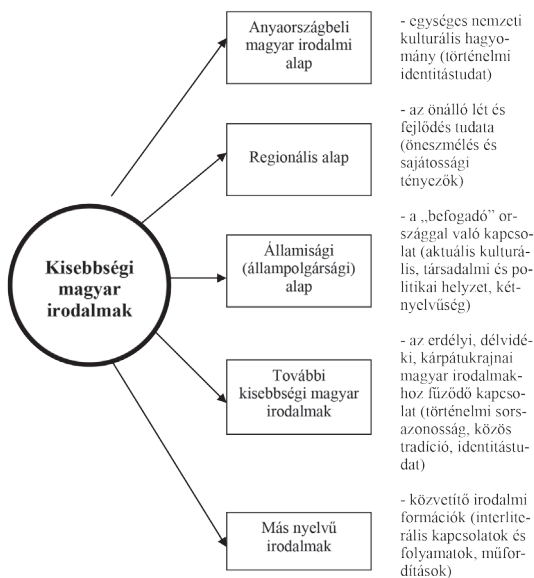 Kisebbségi
magyar
irodalmak
Anyaországbeli
magyar irodalmi
alap
- egységes nemzeti
kulturális hagyo-
mány (történelmi
identitástudat)
Regionális alap
- az önálló lét és
fejlődés tudata
(öneszmélés és
sajátossági
tényezők)
Államisági
(állampolgársági)
alap
- a „befogadó” or-
szággal való kapcso-
lat (aktuális kulturá-
lis, társadalmi és po-
litikai helyzet, két-
nyelvűség)
További
kisebbségi magyar
irodalmak
- az erdélyi, délvidé-
ki, kárpátukrajnai
magyar irodalmak-
hoz fűződő kapcso-
lat (történelmi sors-
azonosság, közös
tradíció, identitástu-
dat)
Más nyelvű
irodalmak
- közvetítő irodalmi
formációk (interlite-
rális kapcsolatok és
folyamatok, műfor-
dítások)